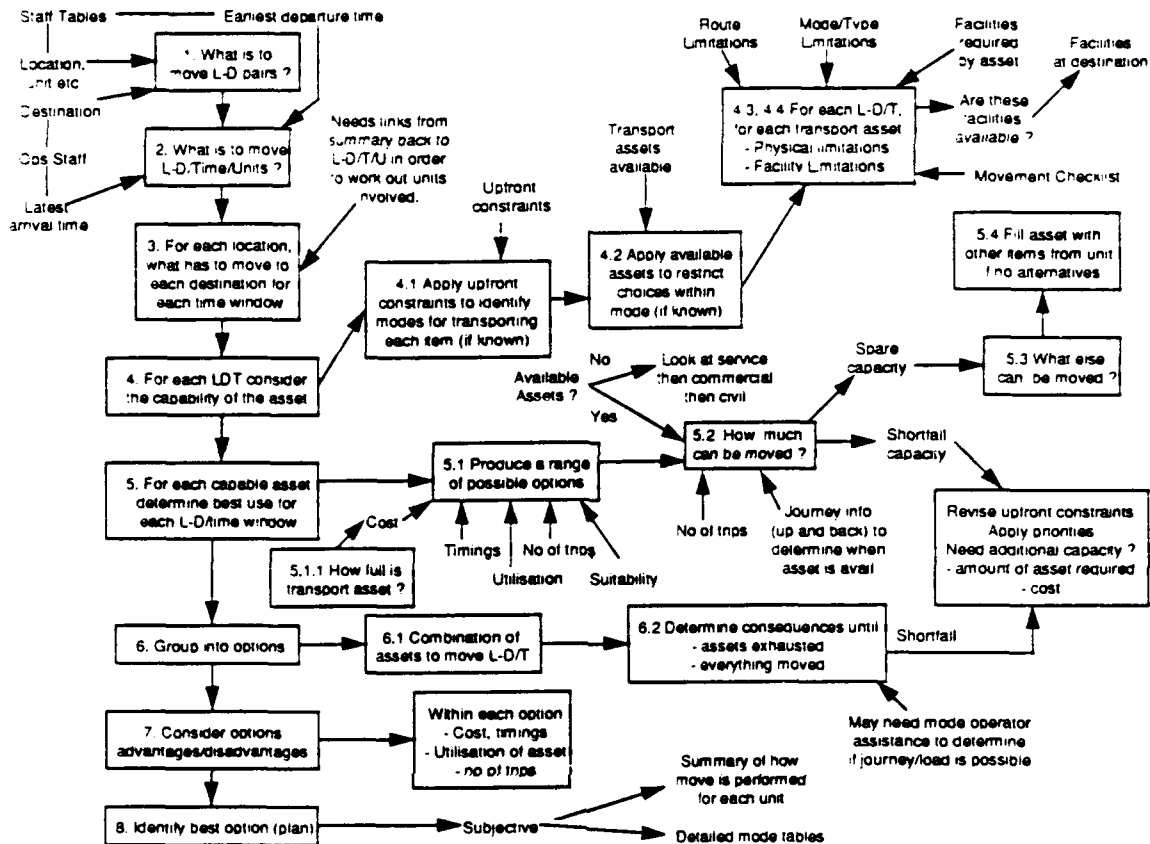 Staff Tables
Earliest departure time
Location,
unit etc
Destination
Ops Staff
Latest
arrival time
1. What is to
move L-D pairs ?
2. What is to move
L-D/Time/Units ?
Needs links from
summary back to
L-D/T/U in order
to work out units
involved.
3. For each location,
what has to move to
each destination for
each time window
4. For each LDT consider
the capability of the asset
Upfront
constraints
4.1 Apply upfront
constraints to identify
modes for transporting
each item (if known)
Transport
assets
available
4.2 Apply available
assets to restrict
choices within
mode (if known)
Route
Limitations
Mode/Type
Limitations
Facilities
required
by asset
Facilities
at destination
4.3, 4.4 For each L-D/T,
for each transport asset
- Physical limitations
- Facility Limitations
Are these
facilities
available ?
Movement Checklist
5.4 Fill asset with
other items from unit
if no alternatives
5.3 What else
can be moved ?
Spare
capacity
No
Available
Assets ?
Yes
Look at service
then commercial
then civil
5.2 How much
can be moved ?
Shortfall
capacity
5. For each capable asset
determine best use for
each L-D/time window
5.1 Produce a range
of possible options
Cost
Timings
No of trips
Utilisation
Suitability
5.1.1 How full is
transport asset ?
No of trips
Journey info
(up and back) to
determine when
asset is avail
Revise upfront constraints
Apply priorities
Need additional capacity ?
- amount of asset required
- cost
6. Group into options
6.1 Combination of
assets to move L-D/T
6.2 Determine consequences until
- assets exhausted
- everything moved
Shortfall
May need mode operator
assistance to determine
if journey/load is possible
7. Consider options
advantages/disadvantages
Within each option
- Cost, timings
- Utilisation of asset
- no of trips
8. Identify best option (plan)
Subjective
Summary of how
move is performed
for each unit
Detailed mode tables